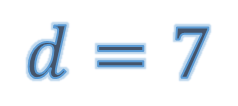 d = 7